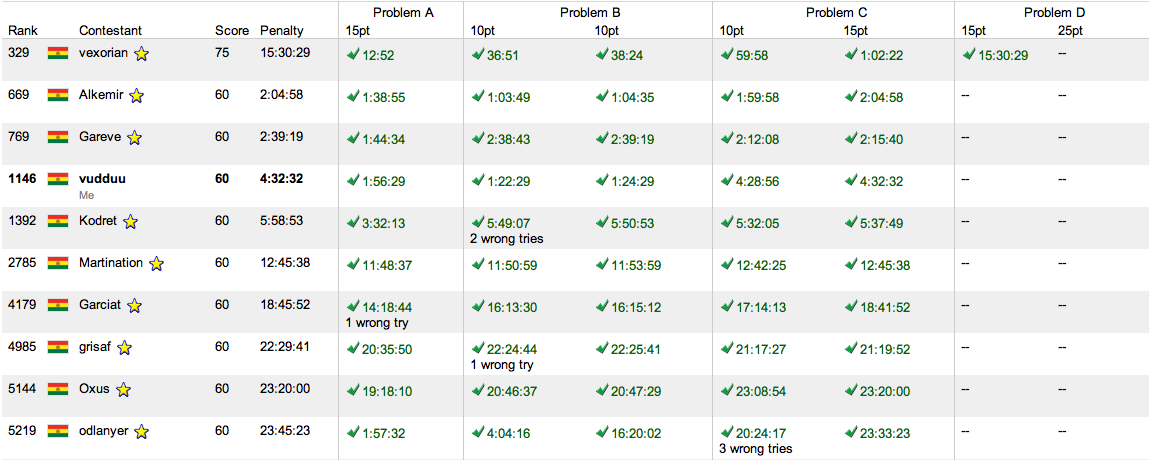 Problem A Problem B Problem C Problem D
Rank Contestant Score Penalty 15pt 10pt 10pt 10pt 15pt 15pt 25pt
329 vexorian 75 15:30:29 12:52 36:51 38:24 59:58 1:02:22 15:30:29 --
669 Alkemir 60 2:04:58 1:38:55 1:03:49 1:04:35 1:59:58 2:04:58 -- --
769 Gareve 60 2:39:19 1:44:34 2:38:43 2:39:19 2:12:08 2:15:40 -- --
1146 vudduu 60 4:32:32 1:56:29 1:22:29 1:24:29 4:28:56 4:32:32 -- --
Me
1392 Kodret 60 5:58:53 3:32:13 5:49:07 5:50:53 5:32:05 5:37:49 -- --
2 wrong tries
2785 Martination 60 12:45:38 11:48:37 11:50:59 11:53:59 12:42:25 12:45:38 -- --
4179 Garciat 60 18:45:52 14:18:44 16:13:30 16:15:12 17:14:13 18:41:52 -- --
1 wrong try
4985 grisaf 60 22:29:41 20:35:50 22:24:44 22:25:41 21:17:27 21:19:52 -- --
1 wrong try
5144 Oxus 60 23:20:00 19:18:10 20:46:37 20:47:29 23:08:54 23:20:00 -- --
5219 odlanyer 60 23:45:23 1:57:32 4:04:16 16:20:02 20:24:17 23:33:23 -- --
3 wrong tries